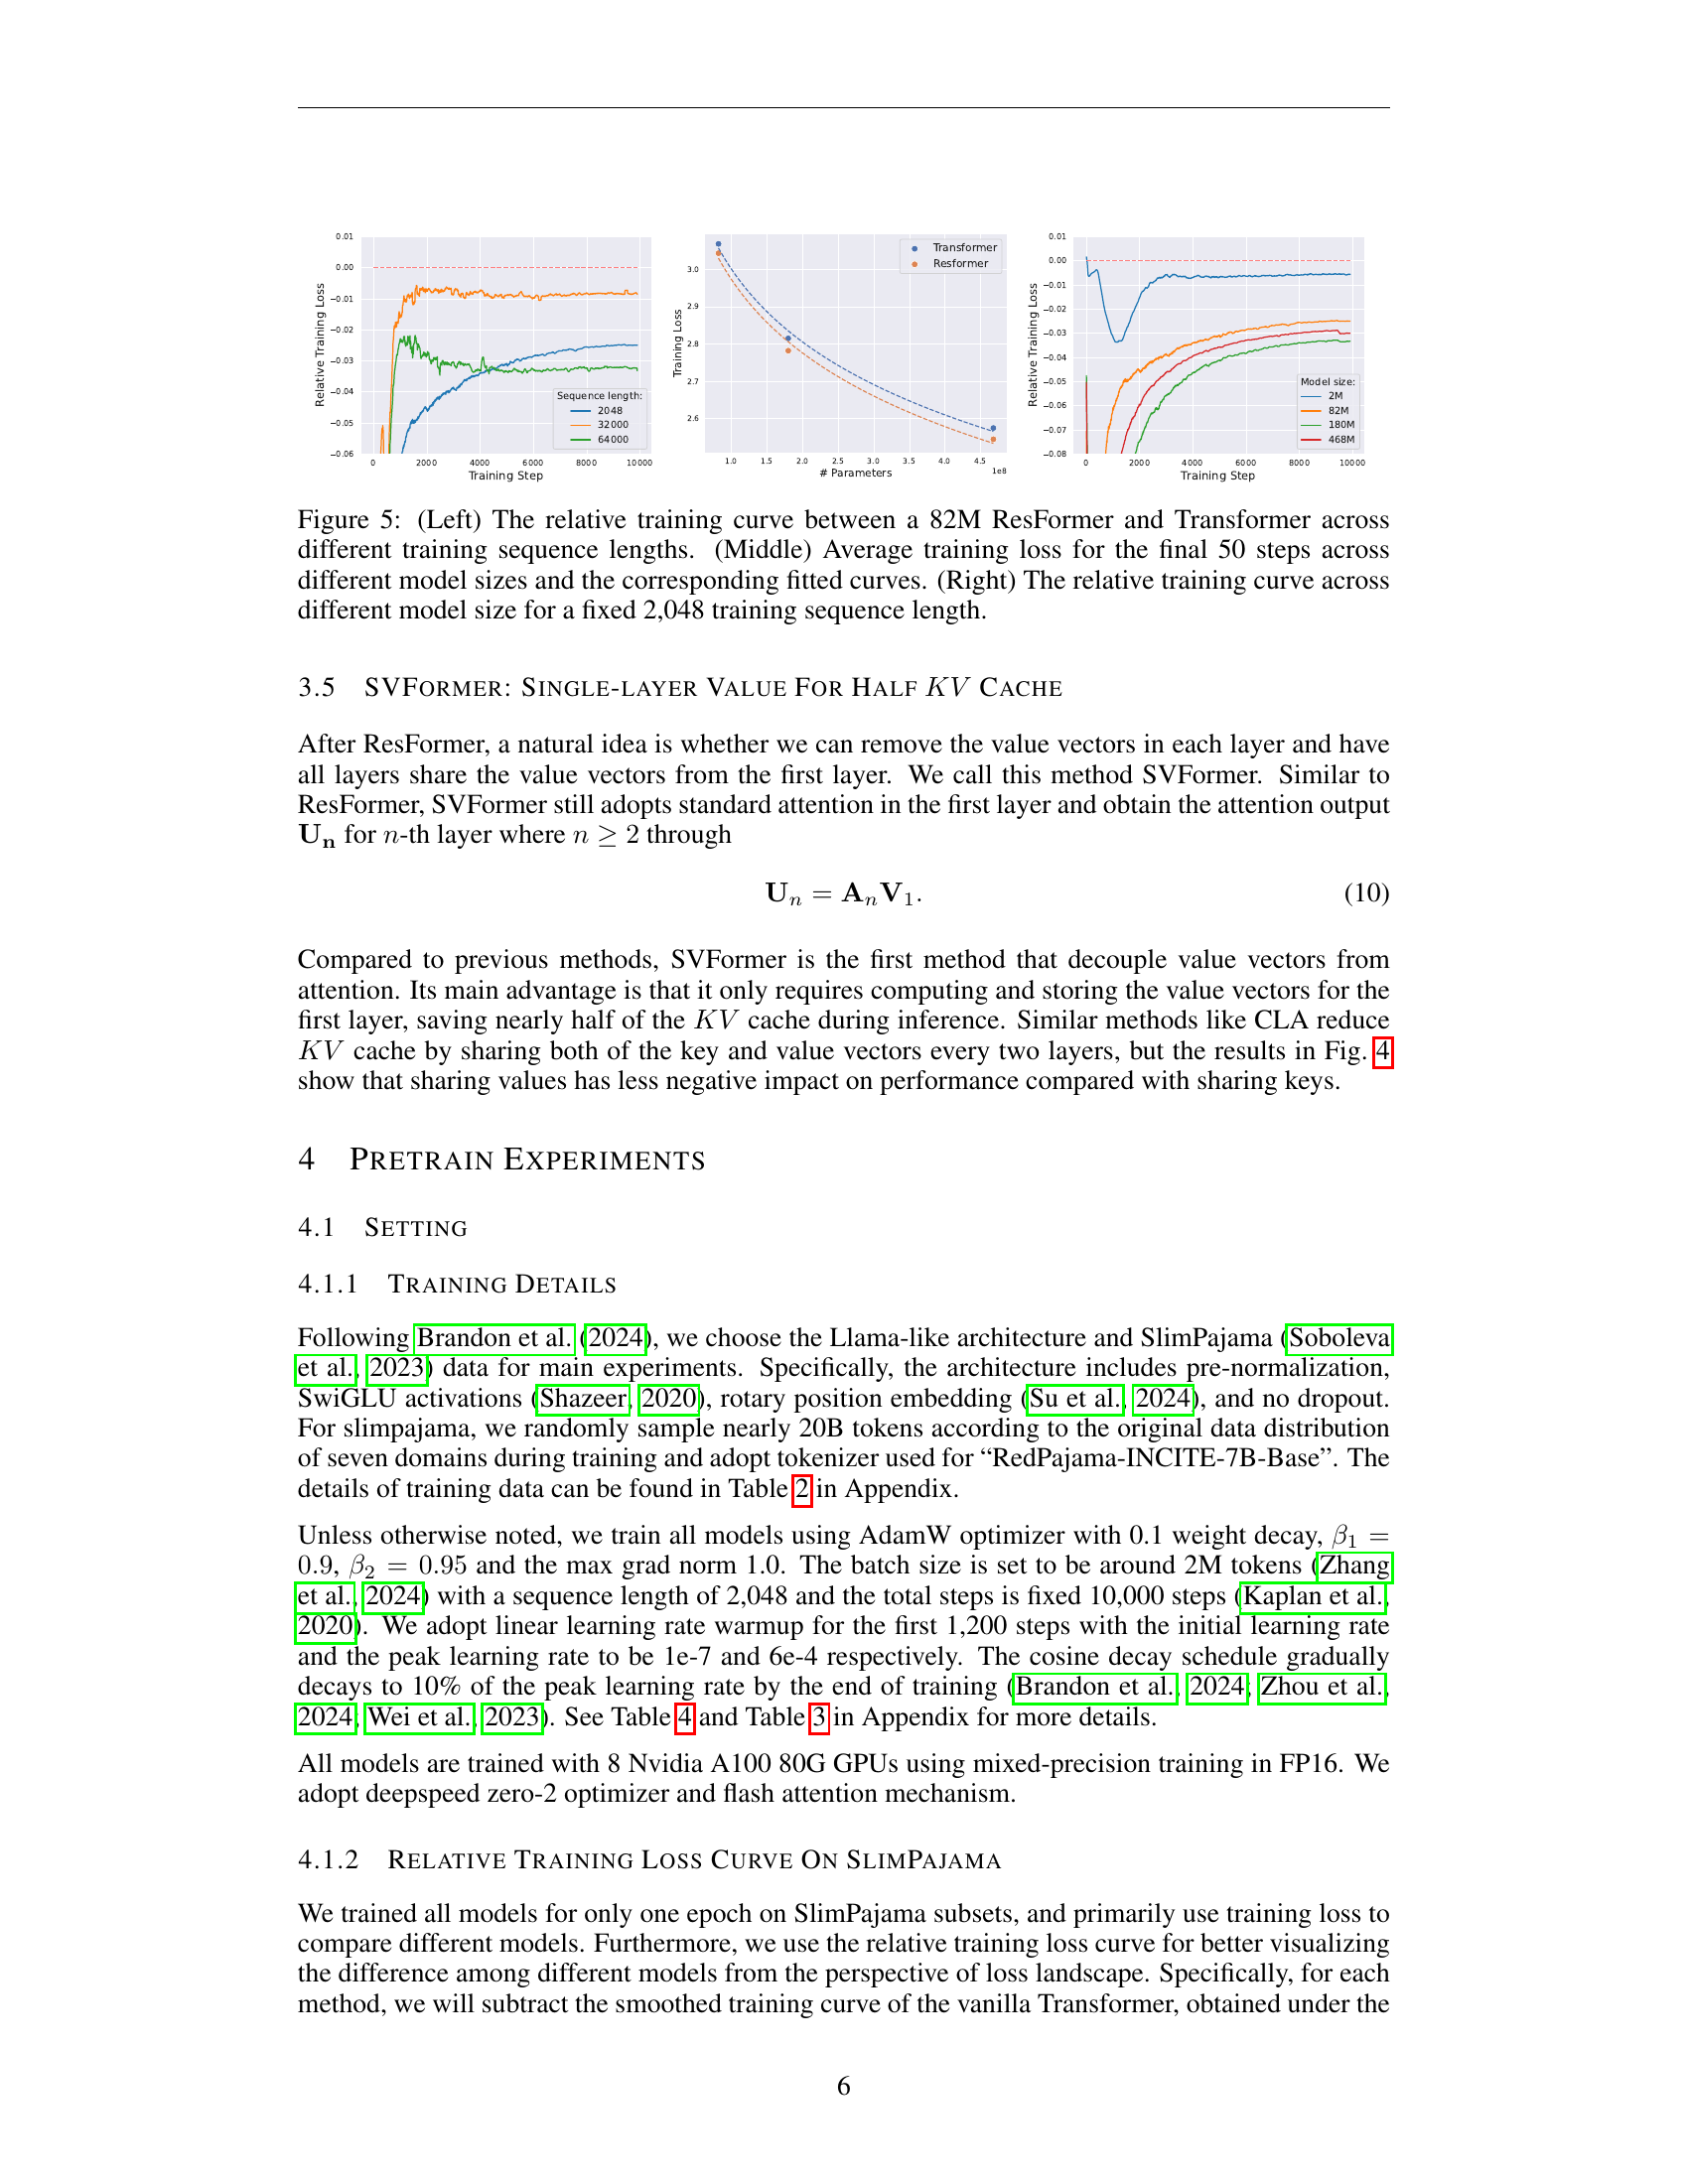 0.01
0.00
−0.01
−0.02
−0.03
−0.04
−0.05
−0.06
Relative Training Loss
0 2000 4000 6000 8000 10000
Training Step
Sequence length:
2048
32000
64000
3.0
2.9
2.8
2.7
2.6
Training Loss
1.0 1.5 2.0 2.5 3.0 3.5 4.0 4.5
1e8
# Parameters
Transformer
Resformer
0.01
0.00
−0.01
−0.02
−0.03
−0.04
−0.05
−0.06
−0.07
−0.08
Relative Training Loss
0 2000 4000 6000 8000 10000
Training Step
Model size:
2M
82M
180M
468M
Figure 5: (Left) The relative training curve between a 82M ResFormer and Transformer across
different training sequence lengths. (Middle) Average training loss for the final 50 steps across
different model sizes and the corresponding fitted curves. (Right) The relative training curve across
different model size for a fixed 2,048 training sequence length.
3.5 SVFORMER: SINGLE-LAYER VALUE FOR HALF KV CACHE
After ResFormer, a natural idea is whether we can remove the value vectors in each layer and have
all layers share the value vectors from the first layer. We call this method SVFormer. Similar to
ResFormer, SVFormer still adopts standard attention in the first layer and obtain the attention output
Uₙ for n-th layer where n ≥ 2 through
Uₙ = AₙV₁. (10)
Compared to previous methods, SVFormer is the first method that decouple value vectors from
attention. Its main advantage is that it only requires computing and storing the value vectors for the
first layer, saving nearly half of the KV cache during inference. Similar methods like CLA reduce
KV cache by sharing both of the key and value vectors every two layers, but the results in Fig. 4
show that sharing values has less negative impact on performance compared with sharing keys.
4 PRETRAIN EXPERIMENTS
4.1 SETTING
4.1.1 TRAINING DETAILS
Following Brandon et al. (2024), we choose the Llama-like architecture and SlimPajama (Soboleva
et al., 2023) data for main experiments. Specifically, the architecture includes pre-normalization,
SwiGLU activations (Shazeer, 2020), rotary position embedding (Su et al., 2024), and no dropout.
For slimpajama, we randomly sample nearly 20B tokens according to the original data distribution
of seven domains during training and adopt tokenizer used for “RedPajama-INCITE-7B-Base”. The
details of training data can be found in Table 2 in Appendix.
Unless otherwise noted, we train all models using AdamW optimizer with 0.1 weight decay, β₁ =
0.9, β₂ = 0.95 and the max grad norm 1.0. The batch size is set to be around 2M tokens (Zhang
et al., 2024) with a sequence length of 2,048 and the total steps is fixed 10,000 steps (Kaplan et al.,
2020). We adopt linear learning rate warmup for the first 1,200 steps with the initial learning rate
and the peak learning rate to be 1e-7 and 6e-4 respectively. The cosine decay schedule gradually
decays to 10% of the peak learning rate by the end of training (Brandon et al., 2024; Zhou et al.,
2024; Wei et al., 2023). See Table 4 and Table 3 in Appendix for more details.
All models are trained with 8 Nvidia A100 80G GPUs using mixed-precision training in FP16. We
adopt deepspeed zero-2 optimizer and flash attention mechanism.
4.1.2 RELATIVE TRAINING LOSS CURVE ON SLIMPAJAMA
We trained all models for only one epoch on SlimPajama subsets, and primarily use training loss to
compare different models. Furthermore, we use the relative training loss curve for better visualizing
the difference among different models from the perspective of loss landscape. Specifically, for each
method, we will subtract the smoothed training curve of the vanilla Transformer, obtained under the
6